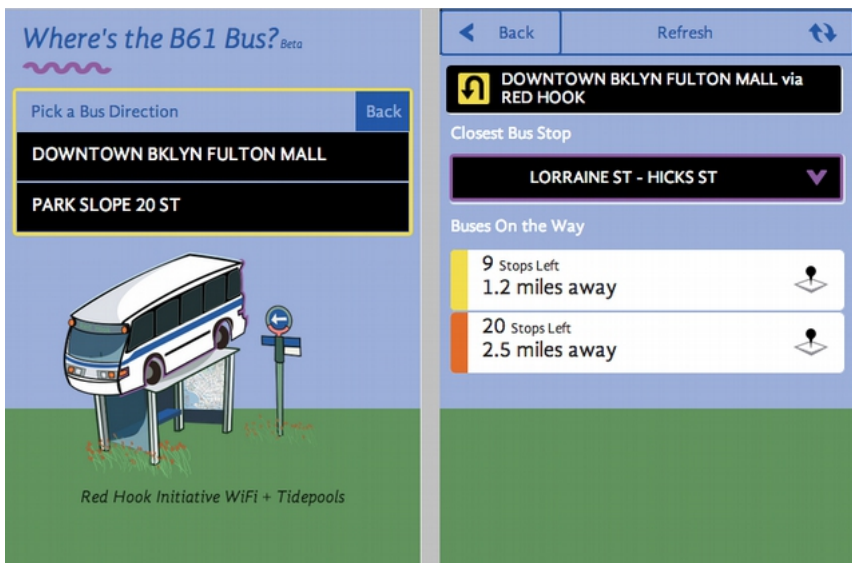 Where's the B61 Bus? Beta
Pick a Bus Direction Back
DOWNTOWN BKLYN FULTON MALL
PARK SLOPE 20 ST
Red Hook Initiative WiFi + Tidepools
Back Refresh
DOWNTOWN BKLYN FULTON MALL via
RED HOOK
Closest Bus Stop
LORRAINE ST - HICKS ST
Buses On the Way
9 Stops Left
1.2 miles away
20 Stops Left
2.5 miles away